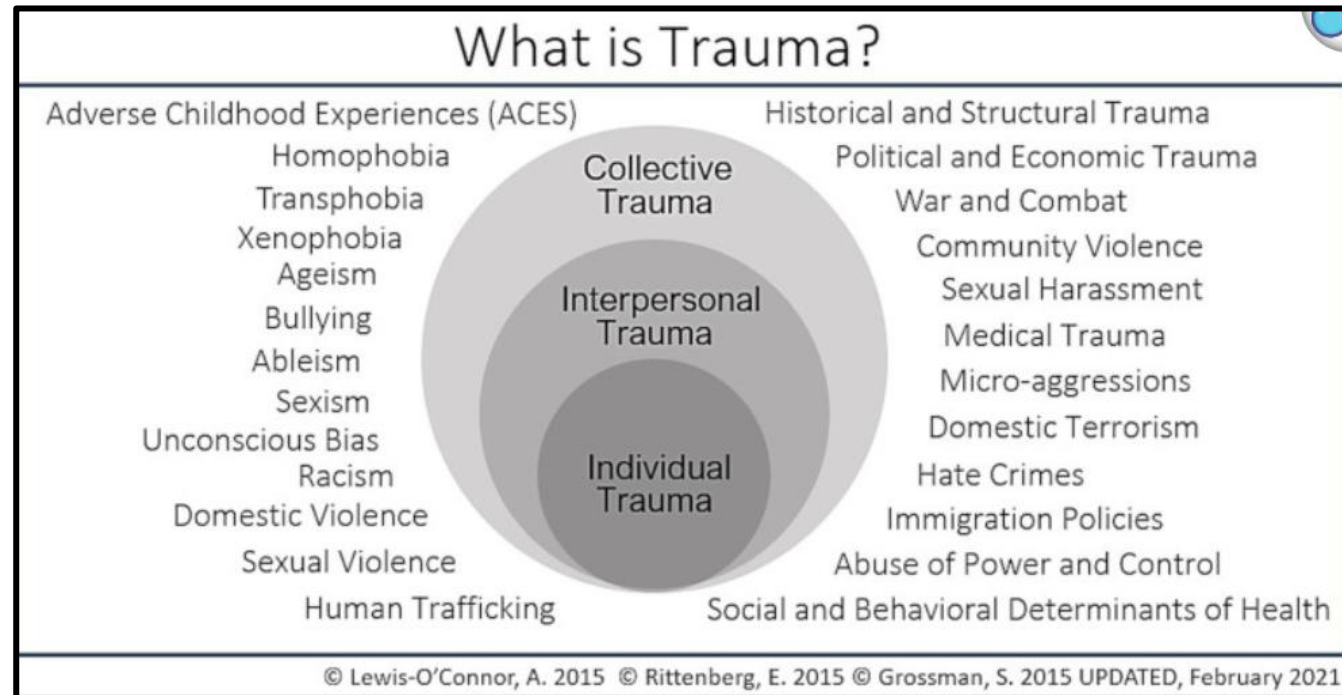 What is Trauma?
Adverse Childhood Experiences (ACES)
Homophobia
Transphobia
Xenophobia
Ageism
Bullying
Ableism
Sexism
Unconscious Bias
Racism
Domestic Violence
Sexual Violence
Human Trafficking
Collective
Trauma
Interpersonal
Trauma
Individual
Trauma
Historical and Structural Trauma
Political and Economic Trauma
War and Combat
Community Violence
Sexual Harassment
Medical Trauma
Micro-aggressions
Domestic Terrorism
Hate Crimes
Immigration Policies
Abuse of Power and Control
Social and Behavioral Determinants of Health
© Lewis-O'Connor, A. 2015 © Rittenberg, E. 2015 © Grossman, S. 2015 UPDATED, February 2021